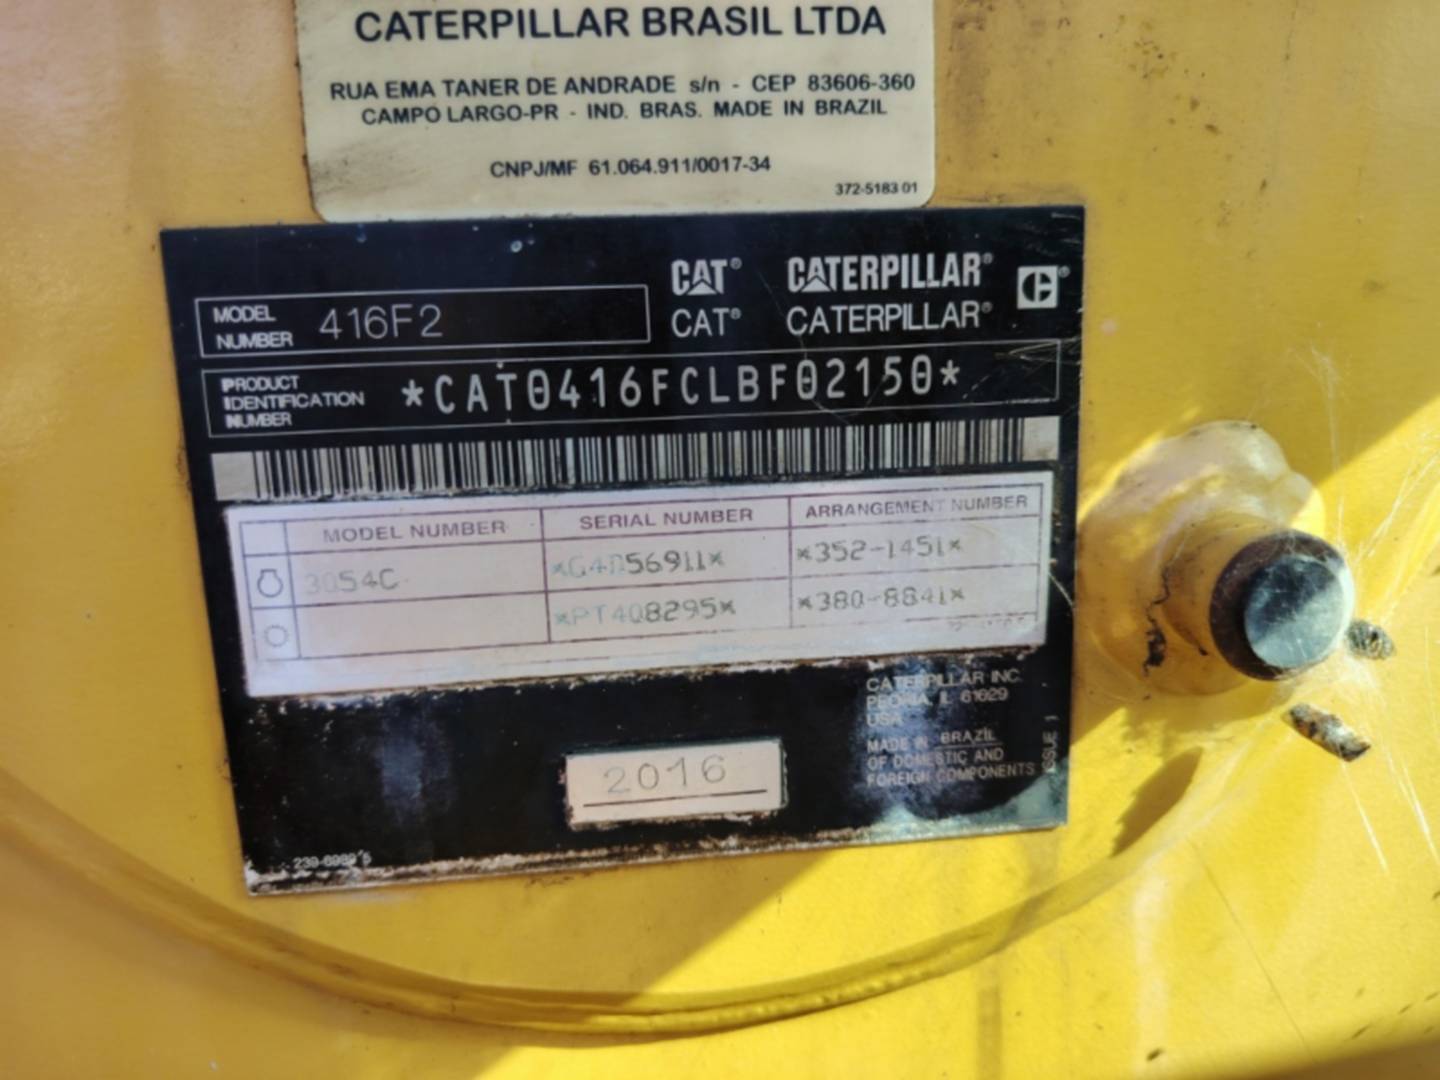 CATERPILLAR BRASIL LTDA
RUA EMA TANER DE ANDRADE s/n - CEP 83606-360
CAMPO LARGO-PR - IND. BRAS. MADE IN BRAZIL
CNPJ/MF 61.064.911/0017-34
372-5183 01
CAT® CATERPILLAR®
CAT® CATERPILLAR®
MODEL NUMBER 416F2
PRODUCT IDENTIFICATION NUMBER *CAT0416FCLBF02150*
MODEL NUMBER SERIAL NUMBER ARRANGEMENT NUMBER
3054C *G4D56911* *352-1451*
*PT408295* *380-8841*
CATERPILLAR INC.
PEORIA, IL 61629
USA
MADE IN BRAZIL
OF DOMESTIC AND
FOREIGN COMPONENTS
ISSUE 1
2016
239-6989 5